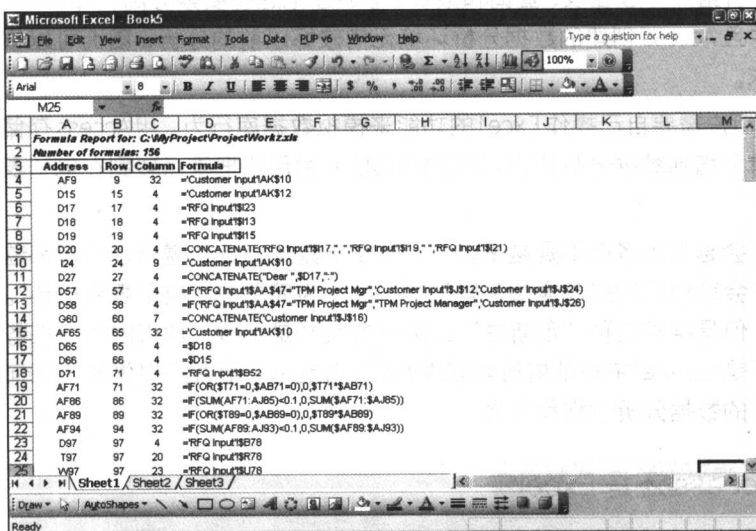 Microsoft Excel - Book5
File Edit View Insert Format Tools Data PUP v6 Window Help Type a question for help
100%
Arial 8 B I U $ % ,
M25 fx
A B C D E F G H I J K L M
1 Formula Report for: C:\MyProject\ProjectWorkz.xls
2 Number of formulas: 156
3 Address Row Column Formula
4 AF9 9 32 ='Customer Input'!AK$10
5 D15 15 4 ='Customer Input'!AK$12
6 D17 17 4 ='RFQ Input'!$I23
7 D18 18 4 ='RFQ Input'!$I13
8 D19 19 4 ='RFQ Input'!$I15
9 D20 20 4 =CONCATENATE('RFQ Input'!$I17,", ",'RFQ Input'!$I19," ",'RFQ Input'!$I21)
10 I24 24 4 ='Customer Input'!AK$10
11 D27 27 4 =CONCATENATE("Dear ",$D17,":")
12 D57 57 4 =IF('RFQ Input'!$AA$47="TPM Project Mgr",'Customer Input'!$J$12,'Customer Input'!$J$24)
13 D58 58 4 =IF('RFQ Input'!$AA$47="TPM Project Mgr","TPM Project Manager",'Customer Input'!$J$26)
14 G60 60 7 =CONCATENATE('Customer Input'!$J$16)
15 AF65 65 32 ='Customer Input'!AK$10
16 D65 65 4 =$D18
17 D66 66 4 =$D15
18 D71 71 4 ='RFQ Input'!$B52
19 AF71 71 32 =IF(OR($T71=0,$AB71=0),0,$T71*$AB71)
20 AF86 86 32 =IF(SUM(AF71:AJ85)<0.1,0,SUM($AF71:$AJ85))
21 AF89 89 32 =IF(OR($T89=0,$AB89=0),0,$T89*$AB89)
22 AF94 94 32 =IF(SUM(AF89:AJ93)<0.1,0,SUM($AF89:$AJ93))
23 D97 97 4 ='RFQ Input'!$B78
24 T97 97 20 ='RFQ Input'!$R78
25 W97 97 23 ='RFQ Input'!$U78
Sheet1 Sheet2 Sheet3
Draw AutoShapes
Ready